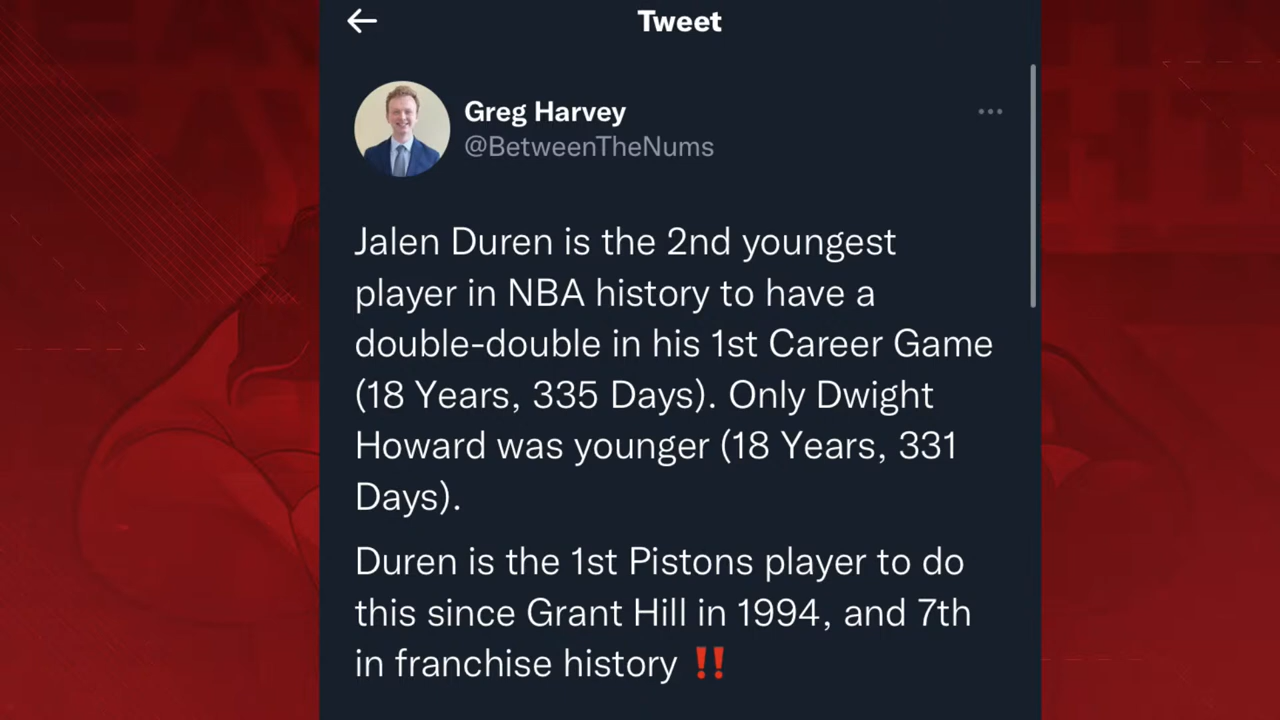 Tweet
Greg Harvey
@BetweenTheNums
Jalen Duren is the 2nd youngest
player in NBA history to have a
double-double in his 1st Career Game
(18 Years, 335 Days). Only Dwight
Howard was younger (18 Years, 331
Days).
Duren is the 1st Pistons player to do
this since Grant Hill in 1994, and 7th
in franchise history ‼️